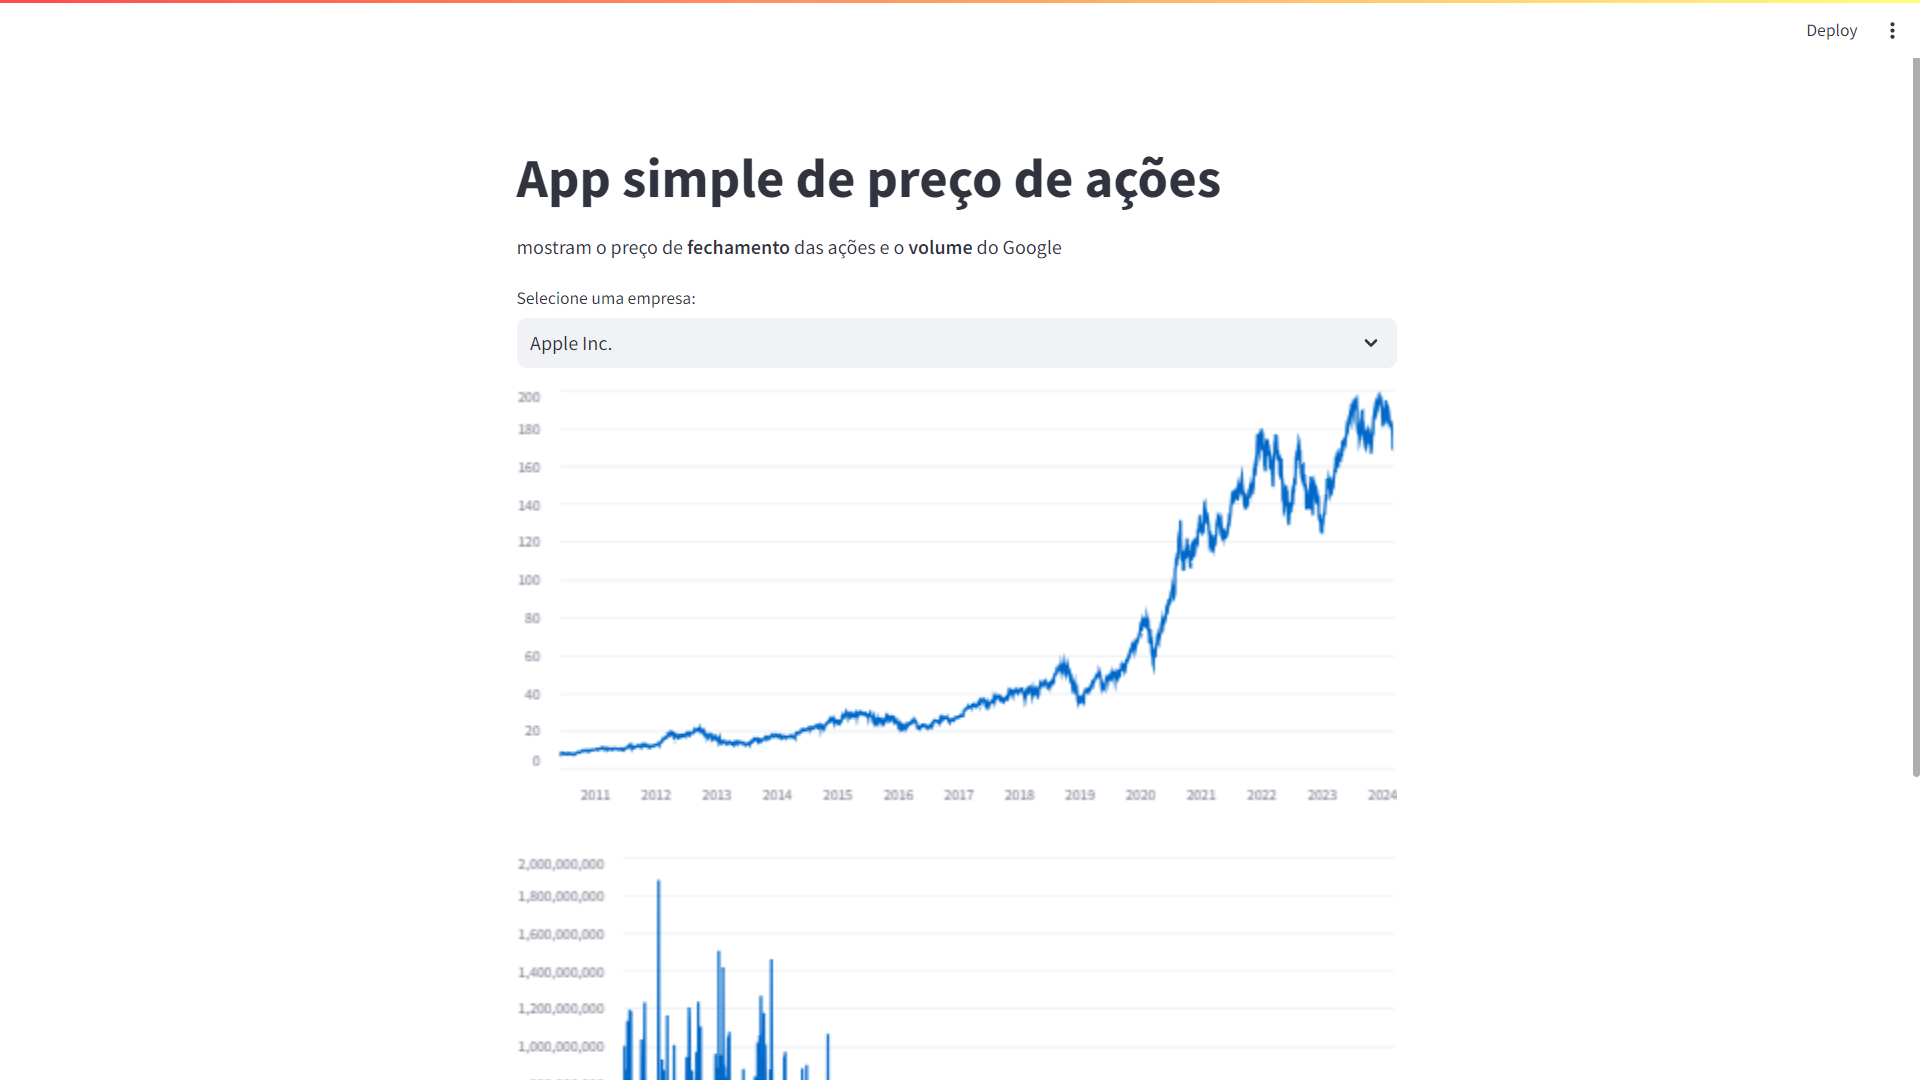 Deploy
App simple de preço de ações
mostram o preço de fechamento das ações e o volume do Google
Selecione uma empresa:
Apple Inc.
200
180
160
140
120
100
80
60
40
20
0
2011 2012 2013 2014 2015 2016 2017 2018 2019 2020 2021 2022 2023 2024
2,000,000,000
1,800,000,000
1,600,000,000
1,400,000,000
1,200,000,000
1,000,000,000